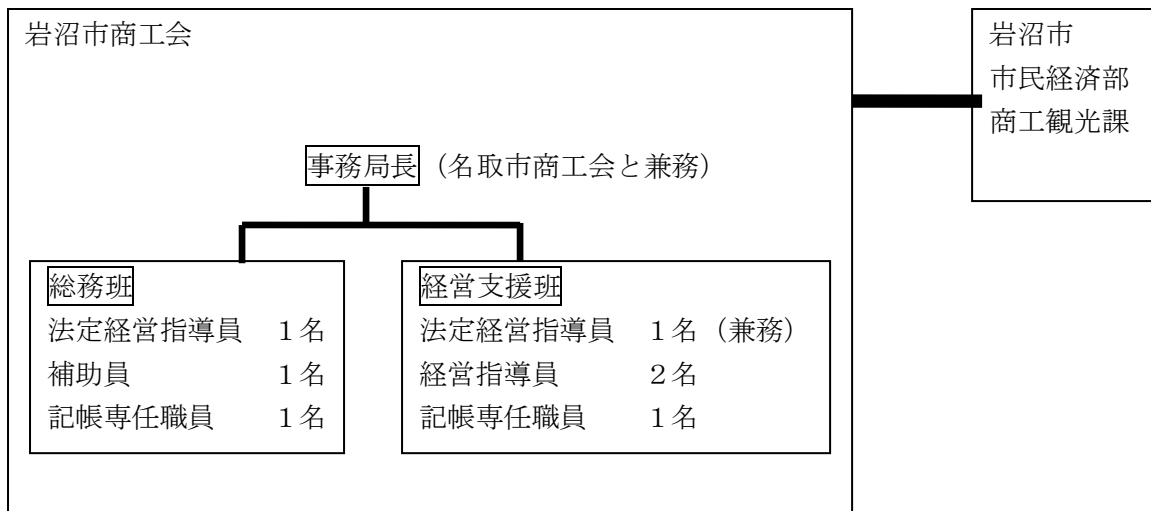 岩沼市商工会
事務局長（名取市商工会と兼務）
総務班
法定経営指導員　１名
補助員　１名
記帳専任職員　１名
経営支援班
法定経営指導員　１名（兼務）
経営指導員　２名
記帳専任職員　１名
岩沼市
市民経済部
商工観光課